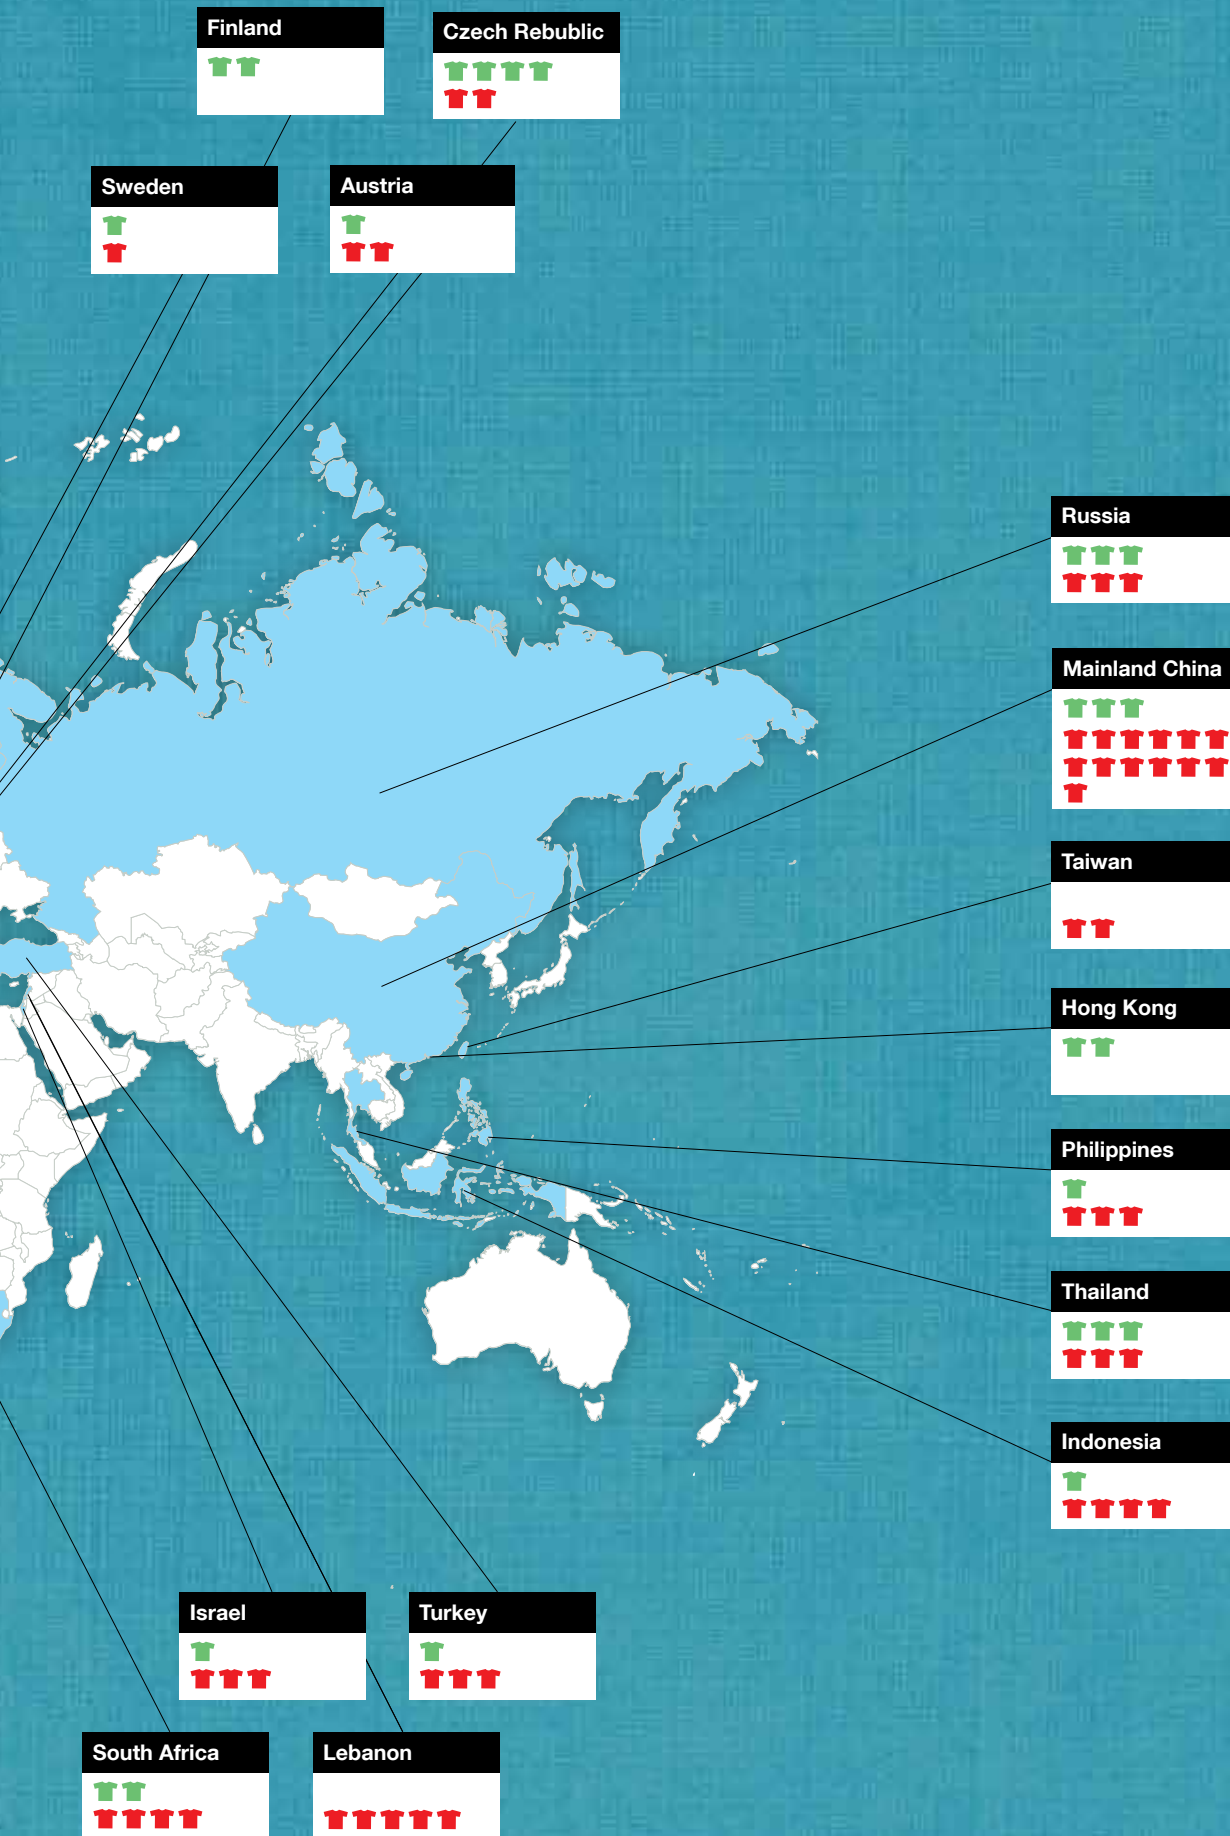 Finland
Czech Rebublic
Sweden
Austria
Russia
Mainland China
Taiwan
Hong Kong
Philippines
Thailand
Indonesia
Israel
Turkey
South Africa
Lebanon